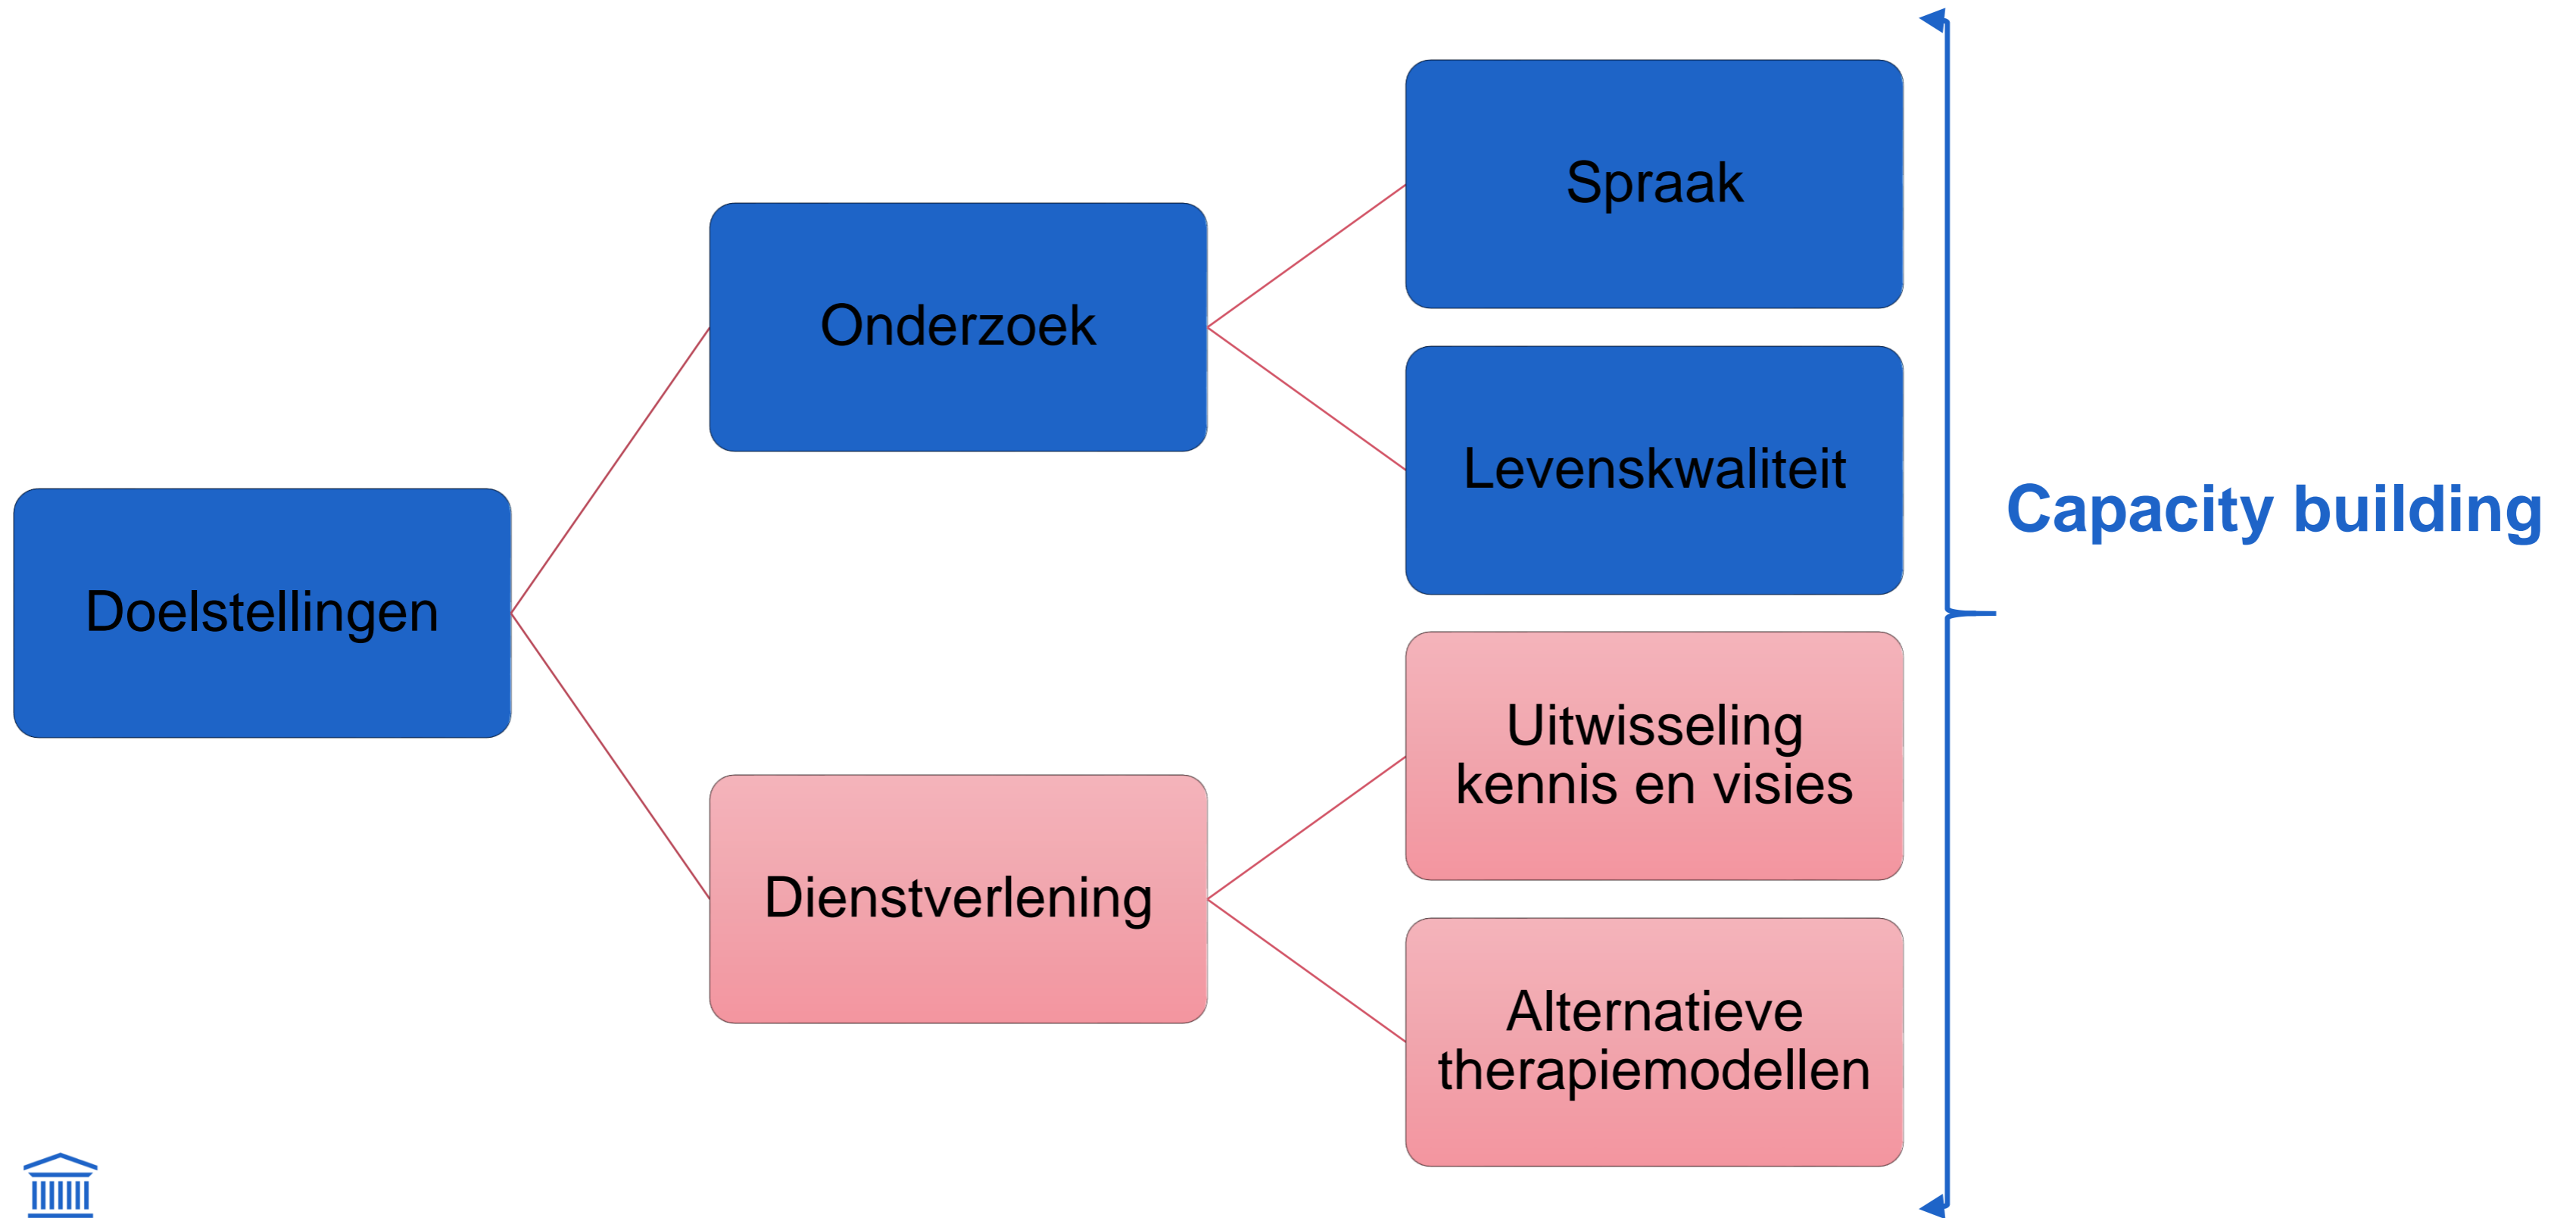 Doelstellingen
Onderzoek
Spraak
Levenskwaliteit
Dienstverlening
Uitwisseling
kennis en visies
Alternatieve
therapiemodellen
Capacity building